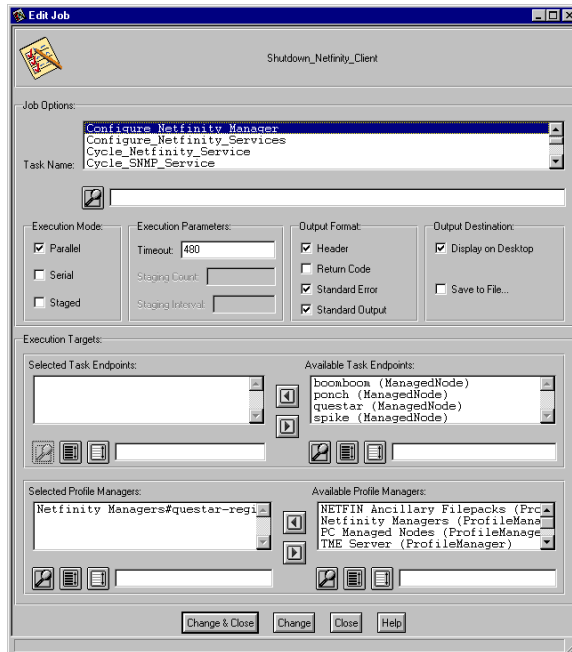 Edit Job
Shutdown_Netfinity_Client
Job Options:
Task Name:
Configure_Netfinity_Manager
Configure_Netfinity_Services
Cycle_Netfinity_Service
Cycle_SNMP_Service
Execution Mode:
Parallel
Serial
Staged
Execution Parameters:
Timeout: 480
Staging Count:
Staging Interval:
Output Format:
Header
Return Code
Standard Error
Standard Output
Output Destination:
Display on Desktop
Save to File...
Execution Targets:
Selected Task Endpoints:
Available Task Endpoints:
boomboom (ManagedNode)
ponch (ManagedNode)
questar (ManagedNode)
spike (ManagedNode)
Selected Profile Managers:
Netfinity Managers#questar-regi
Available Profile Managers:
NETFIN Ancillary Filepacks (Pro
Netfinity Managers (ProfileMana
PC Managed Nodes (ProfileManage
TME Server (ProfileManager)
Change & Close
Change
Close
Help